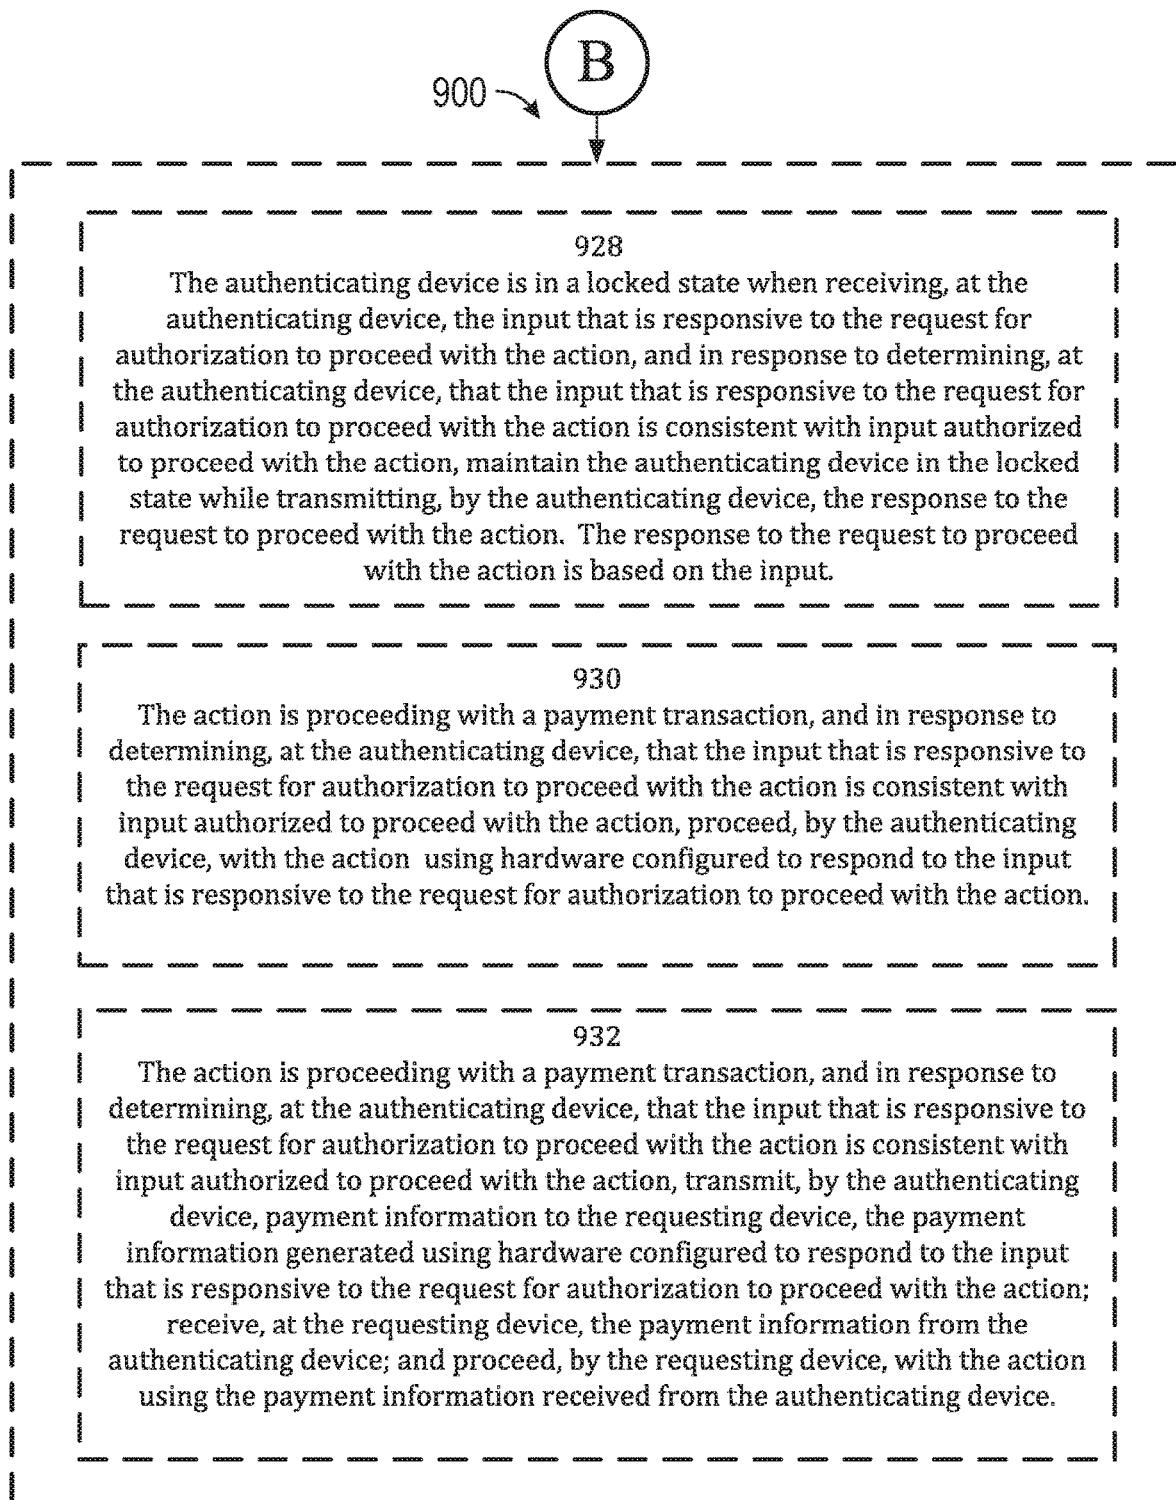 B
900
928
The authenticating device is in a locked state when receiving, at the
authenticating device, the input that is responsive to the request for
authorization to proceed with the action, and in response to determining, at
the authenticating device, that the input that is responsive to the request for
authorization to proceed with the action is consistent with input authorized
to proceed with the action, maintain the authenticating device in the locked
state while transmitting, by the authenticating device, the response to the
request to proceed with the action. The response to the request to proceed
with the action is based on the input.
930
The action is proceeding with a payment transaction, and in response to
determining, at the authenticating device, that the input that is responsive to
the request for authorization to proceed with the action is consistent with
input authorized to proceed with the action, proceed, by the authenticating
device, with the action using hardware configured to respond to the input
that is responsive to the request for authorization to proceed with the action.
932
The action is proceeding with a payment transaction, and in response to
determining, at the authenticating device, that the input that is responsive to
the request for authorization to proceed with the action is consistent with
input authorized to proceed with the action, transmit, by the authenticating
device, payment information to the requesting device, the payment
information generated using hardware configured to respond to the input
that is responsive to the request for authorization to proceed with the action;
receive, at the requesting device, the payment information from the
authenticating device; and proceed, by the requesting device, with the action
using the payment information received from the authenticating device.